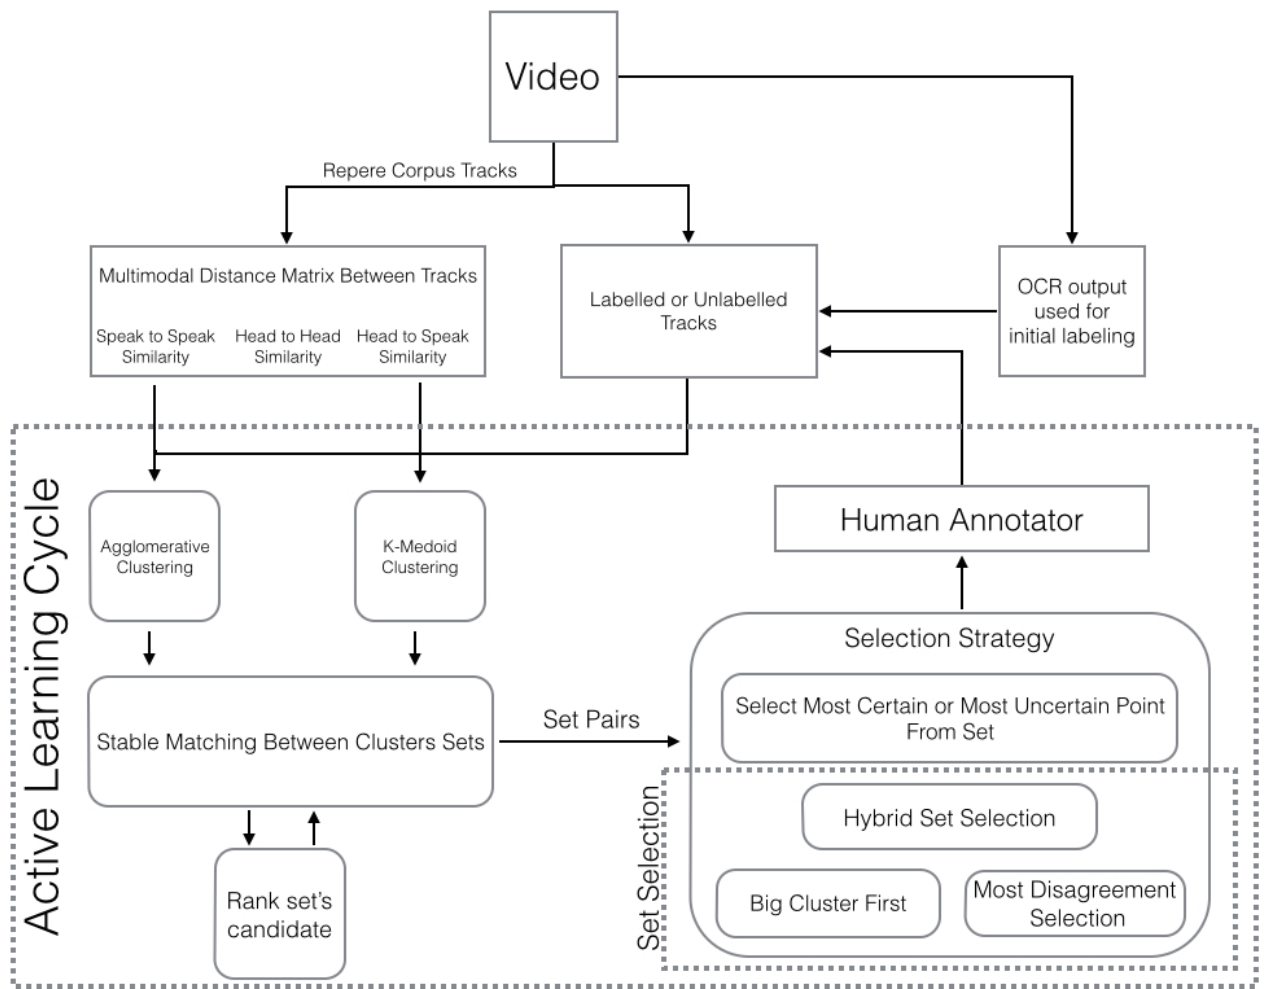 Video
Repere Corpus Tracks
Multimodal Distance Matrix Between Tracks
Speak to Speak
Similarity
Head to Head
Similarity
Head to Speak
Similarity
Labelled or Unlabelled
Tracks
OCR output
used for
initial labeling
Active Learning Cycle
Agglomerative
Clustering
K-Medoid
Clustering
Human Annotator
Stable Matching Between Clusters Sets
Set Pairs
Rank set's
candidate
Selection Strategy
Select Most Certain or Most Uncertain Point
From Set
Set Selection
Hybrid Set Selection
Big Cluster First
Most Disagreement
Selection